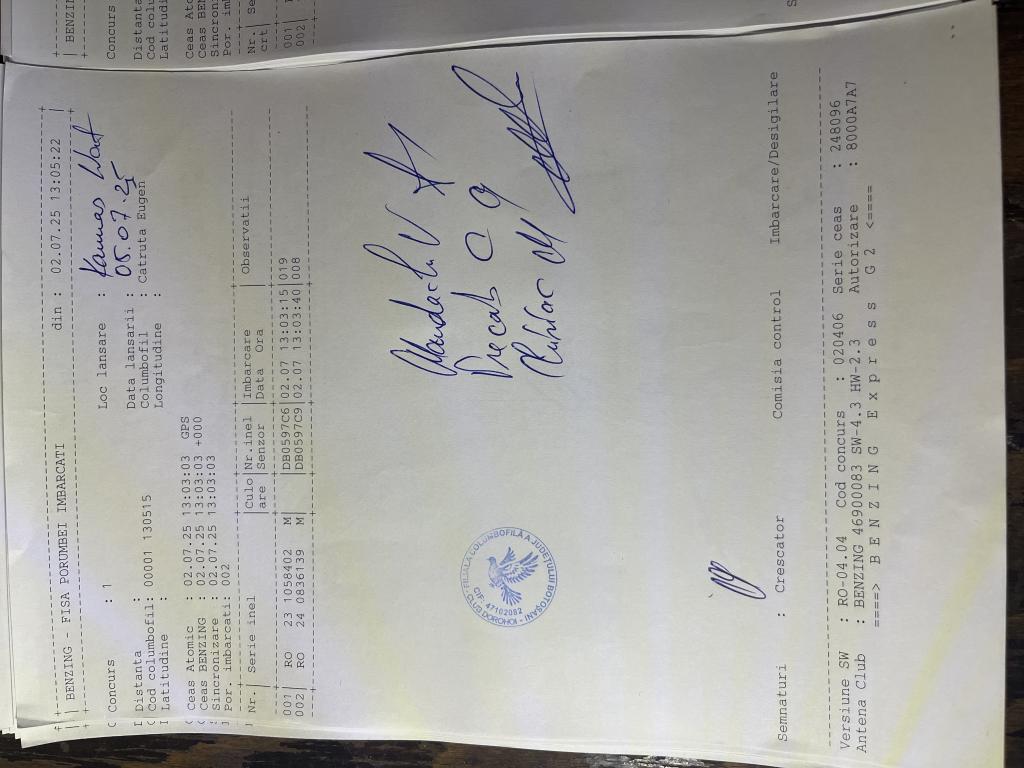 BENZING - FISA PORUMBEI IMBARCATI din : 02.07.25 13:05:22
Concurs : 1 Loc lansare :
Distanta : Data lansarii : 05.07.25
Cod columbofil: 00001 130515 Columbofil : Catruta Eugen
Latitudine : Longitudine :
Ceas Atomic : 02.07.25 13:03:03 GPS
Ceas BENZING : 02.07.25 13:03:03 +000
Sincronizare : 02.07.25 13:03:03
Por. imbarcati: 002
Nr. | Serie inel |Culo|Nr.inel |Imbarcare | Observatii
|are |Senzor |Data Ora |
001| RO 23 1058402 M| |DB0597C6|02.07 13:03:15|019
002| RO 24 0836139 M| |DB0597C9|02.07 13:03:40|008
FILIALA COLUMBOFILĂ A JUDEŢULUI BOTOŞANI
CIF: 47102082
CLUB DOROHOI
Semnaturi : Crescator Comisia control Imbarcare/Desigilare
Versiune SW : RO-04.04 Cod concurs : 020406 Serie ceas : 248096
Antena Club : BENZING 46900083 SW-4.3 HW-2.3 Autorizare : 8000A7A7
====> B E N Z I N G E x p r e s s G 2 <====